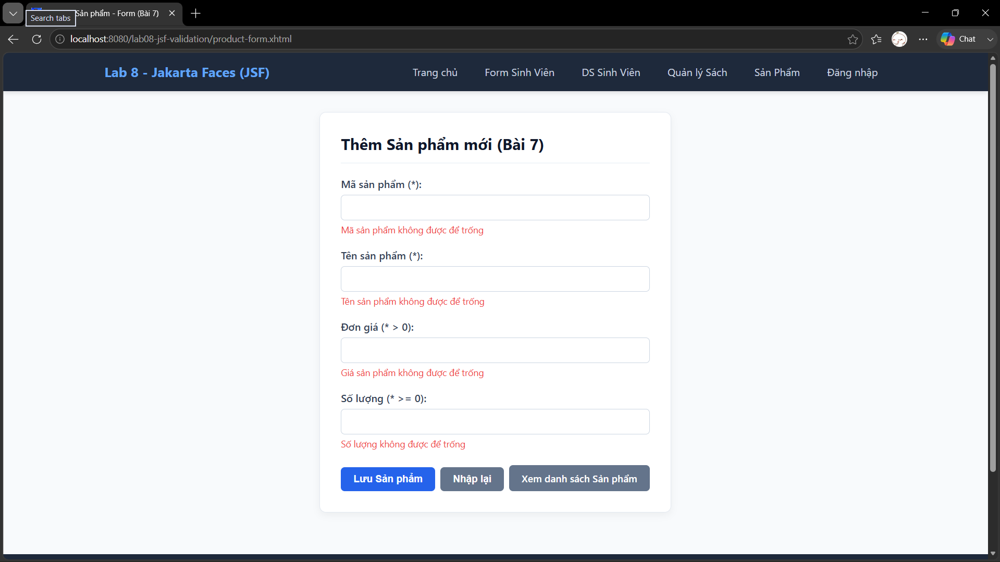 Sản phẩm - Form (Bài 7)
Search tabs
localhost:8080/lab08-jsf-validation/product-form.xhtml
Chat
Lab 8 - Jakarta Faces (JSF)
Trang chủ
Form Sinh Viên
DS Sinh Viên
Quản lý Sách
Sản Phẩm
Đăng nhập
Thêm Sản phẩm mới (Bài 7)
Mã sản phẩm (*):
Mã sản phẩm không được để trống
Tên sản phẩm (*):
Tên sản phẩm không được để trống
Đơn giá (* > 0):
Giá sản phẩm không được để trống
Số lượng (* >= 0):
Số lượng không được để trống
Lưu Sản phẩm
Nhập lại
Xem danh sách Sản phẩm